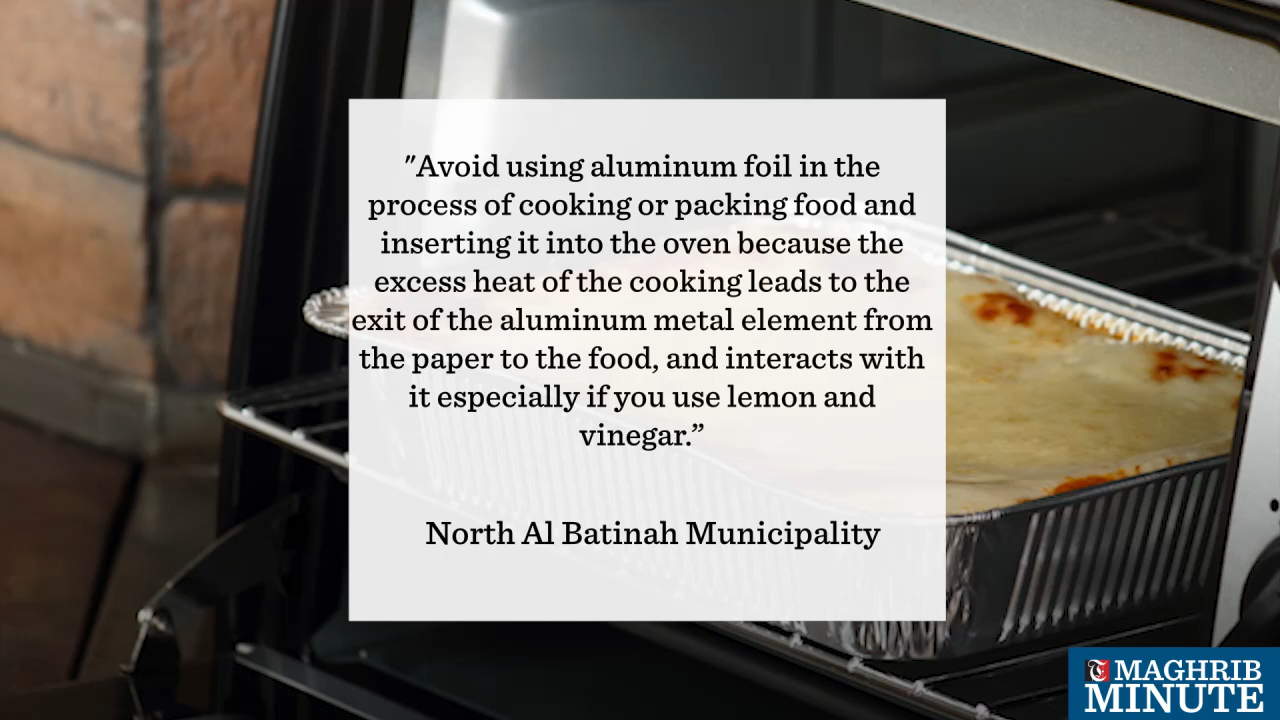 "Avoid using aluminum foil in the
process of cooking or packing food and
inserting it into the oven because the
excess heat of the cooking leads to the
exit of the aluminum metal element from
the paper to the food, and interacts with
it especially if you use lemon and
vinegar.”
North Al Batinah Municipality
T MAGHRIB
MINUTE